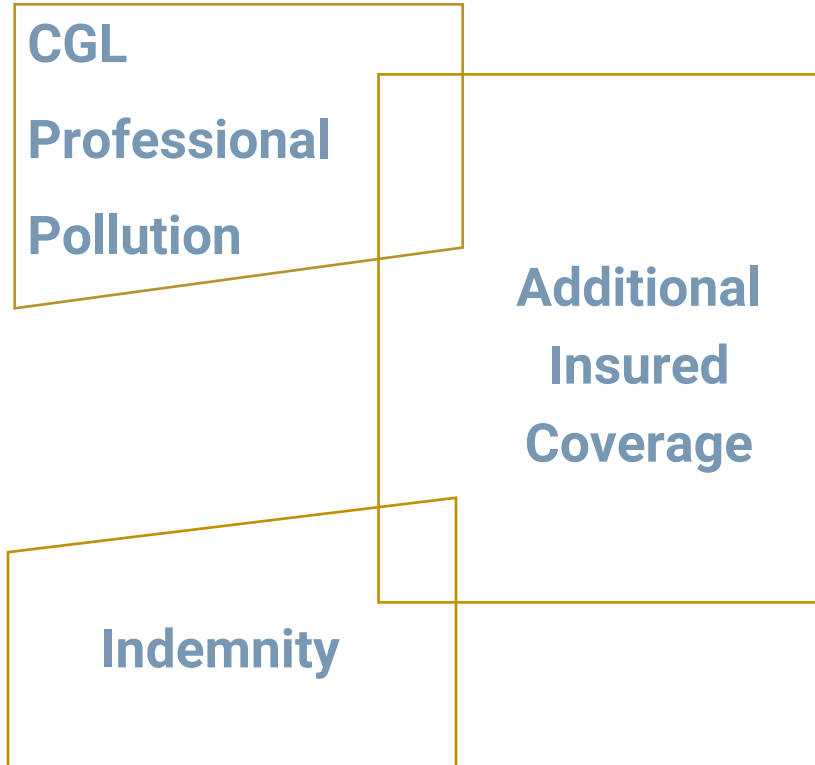 CGL
Professional
Pollution
Additional
Insured
Coverage
Indemnity